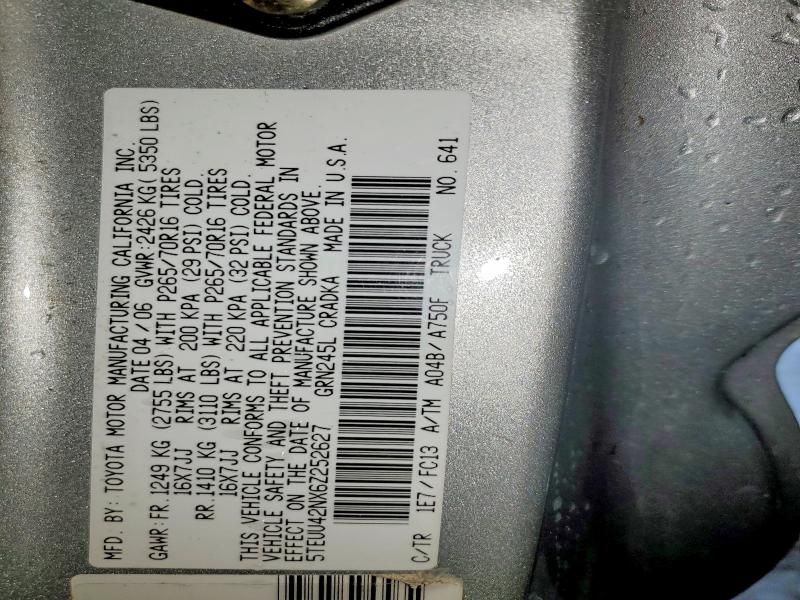 MFD. BY: TOYOTA MOTOR MANUFACTURING CALIFORNIA INC.
DATE 04 / 06 GVWR: 2426 KG ( 5350 LBS)
GAWR: FR. 1249 KG (2755 LBS) WITH P265/70R16 TIRES
16X7JJ RIMS AT 200 KPA (29 PSI) COLD.
RR. 1410 KG (3110 LBS) WITH P265/70R16 TIRES
16X7JJ RIMS AT 220 KPA (32 PSI) COLD.
THIS VEHICLE CONFORMS TO ALL APPLICABLE FEDERAL MOTOR
VEHICLE SAFETY AND THEFT PREVENTION STANDARDS IN
EFFECT ON THE DATE OF MANUFACTURE SHOWN ABOVE.
5TEUU42NX6Z252627 GRN245L CRADKA MADE IN U.S.A.
C/TR 1E7 / FC13 A/TM A04B/ A750F TRUCK NO. 641